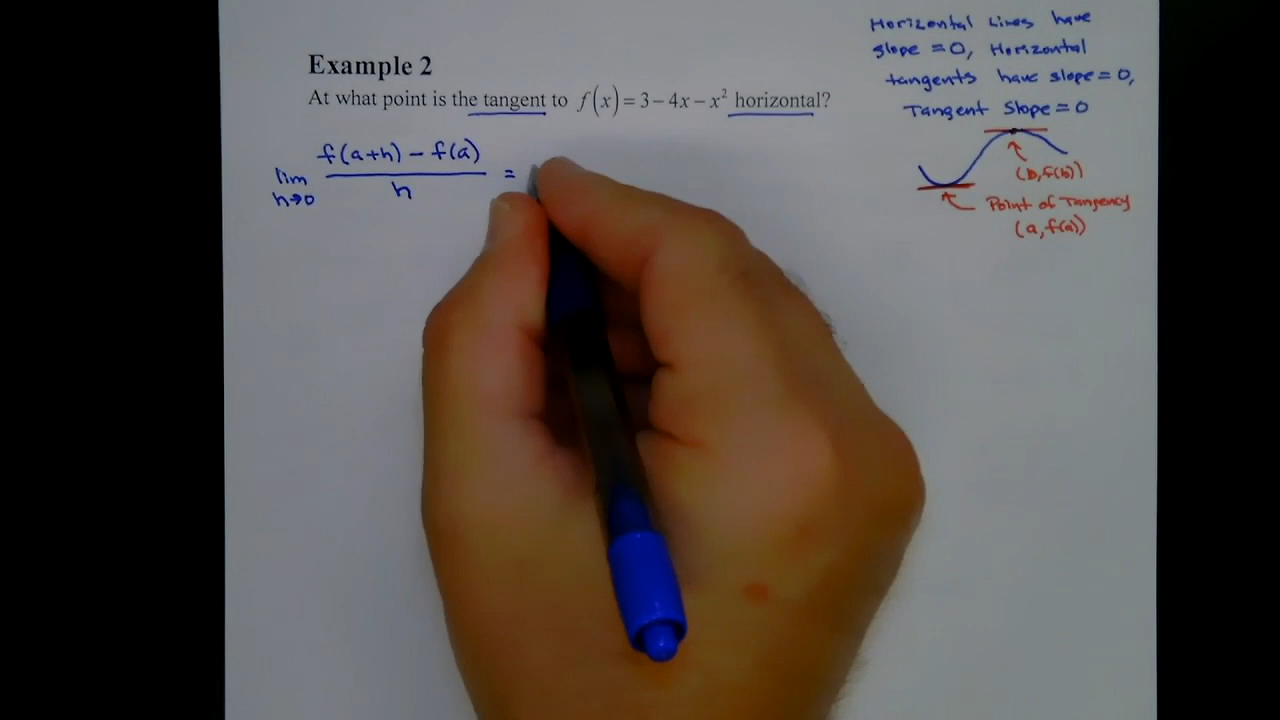 Example 2
At what point is the tangent to f(x) = 3 − 4x − x² horizontal?
lim h→0 f(a+h) − f(a) / h =
Horizontal Lines have
slope = 0, Horizontal
tangents have slope = 0,
Tangent Slope = 0
(b, f(b))
Point of Tangency
(a, f(a))